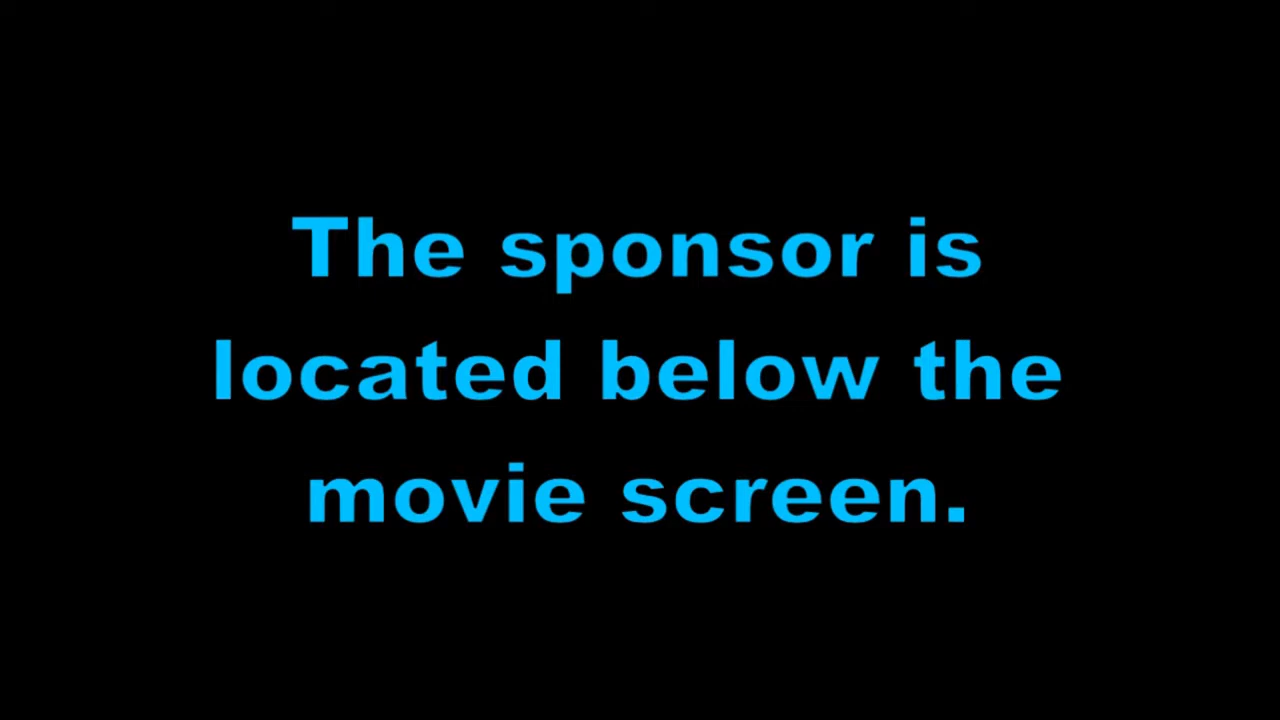 The sponsor is
located below the
movie screen.